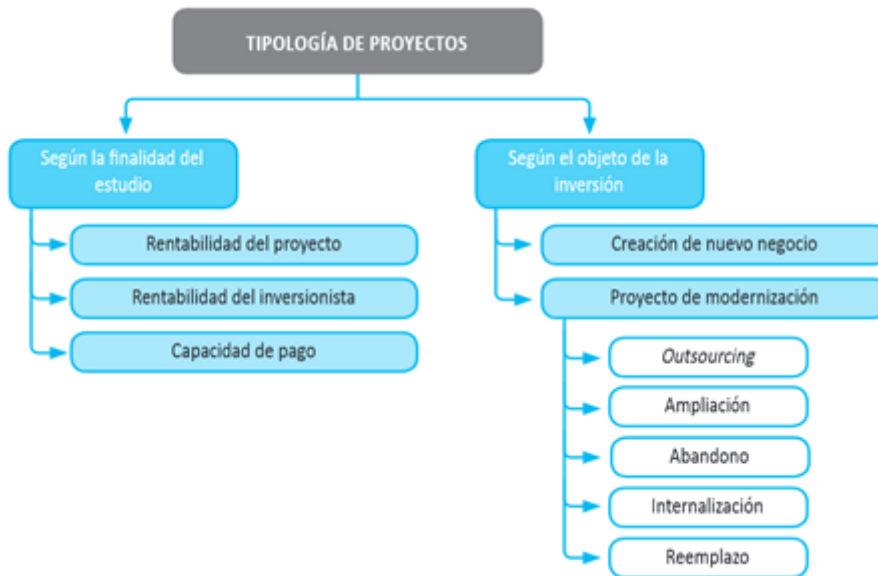 TIPOLOGÍA DE PROYECTOS
Según la finalidad del
estudio
Rentabilidad del proyecto
Rentabilidad del inversionista
Capacidad de pago
Según el objeto de la
inversión
Creación de nuevo negocio
Proyecto de modernización
Outsourcing
Ampliación
Abandono
Internalización
Reemplazo